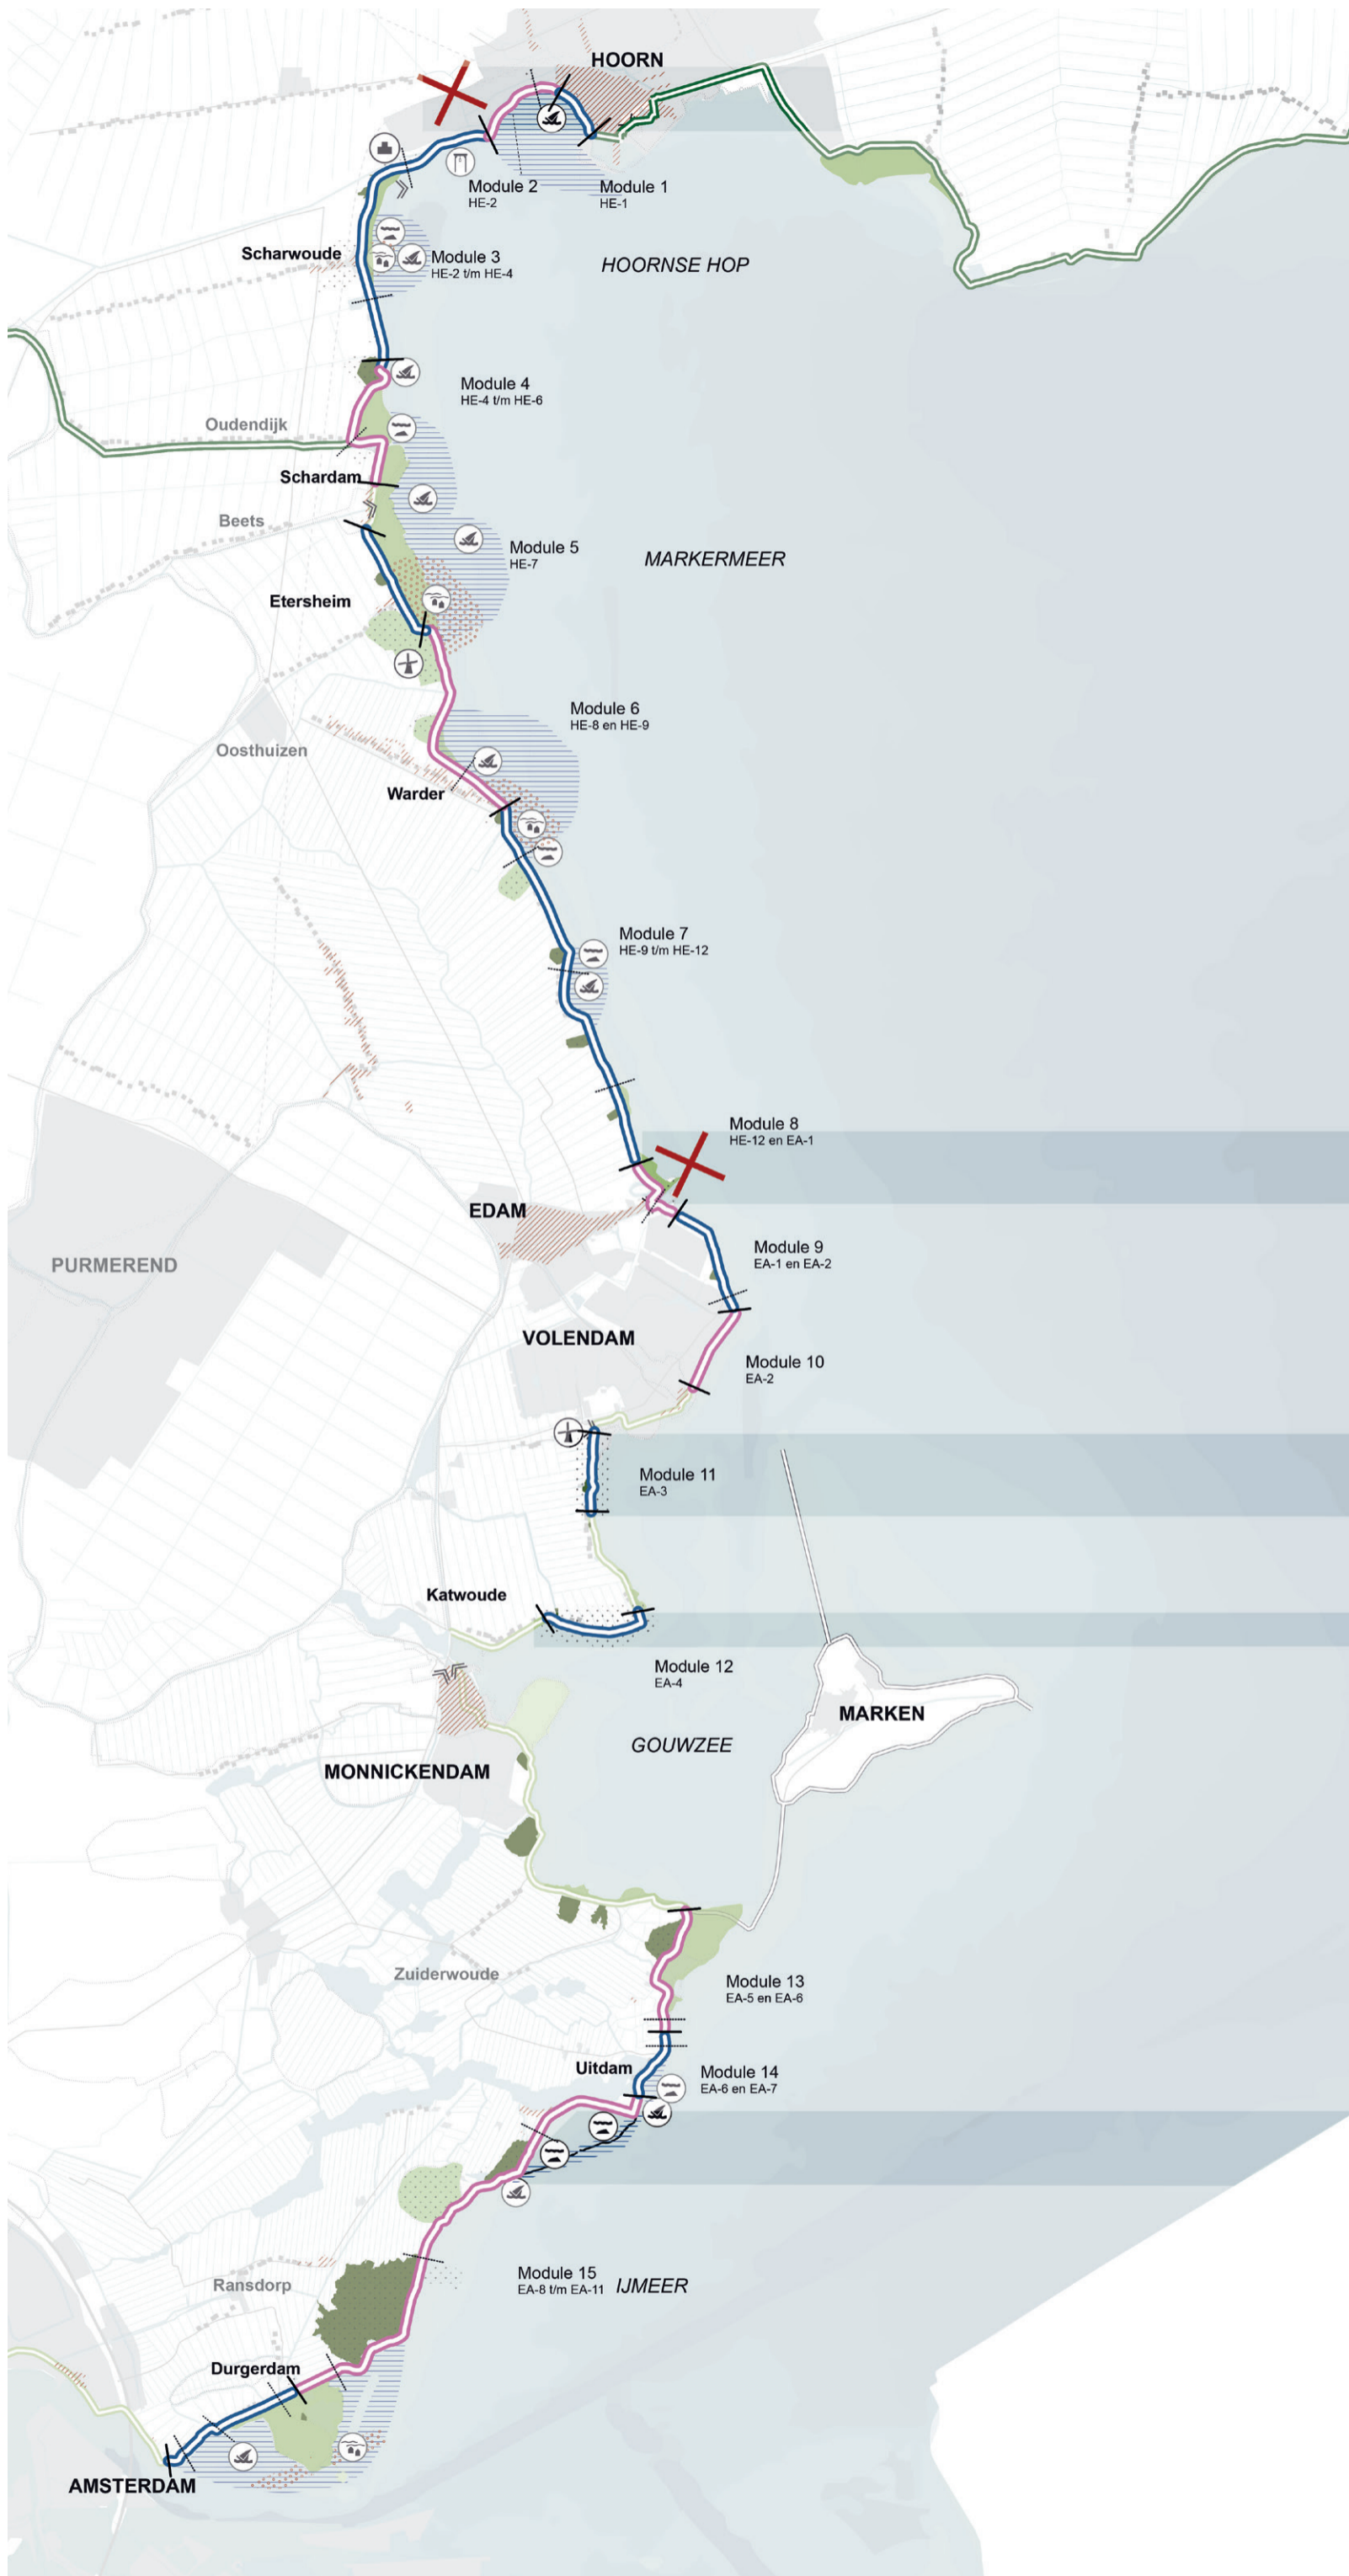 HOORN
Module 2
HE-2
Module 1
HE-1
Scharwoude
Module 3
HE-2 t/m HE-4
HOORNSE HOP
Module 4
HE-4 t/m HE-6
Oudendijk
Schardam
Beets
Module 5
HE-7
MARKERMEER
Etersheim
Module 6
HE-8 en HE-9
Oosthuizen
Warder
Module 7
HE-9 t/m HE-12
Module 8
HE-12 en EA-1
EDAM
Module 9
EA-1 en EA-2
PURMEREND
VOLENDAM
Module 10
EA-2
Module 11
EA-3
Katwoude
Module 12
EA-4
MARKEN
GOUWZEE
MONNICKENDAM
Zuiderwoude
Module 13
EA-5 en EA-6
Uitdam
Module 14
EA-6 en EA-7
Module 15
EA-8 t/m EA-11
IJMEER
Ransdorp
Durgerdam
AMSTERDAM